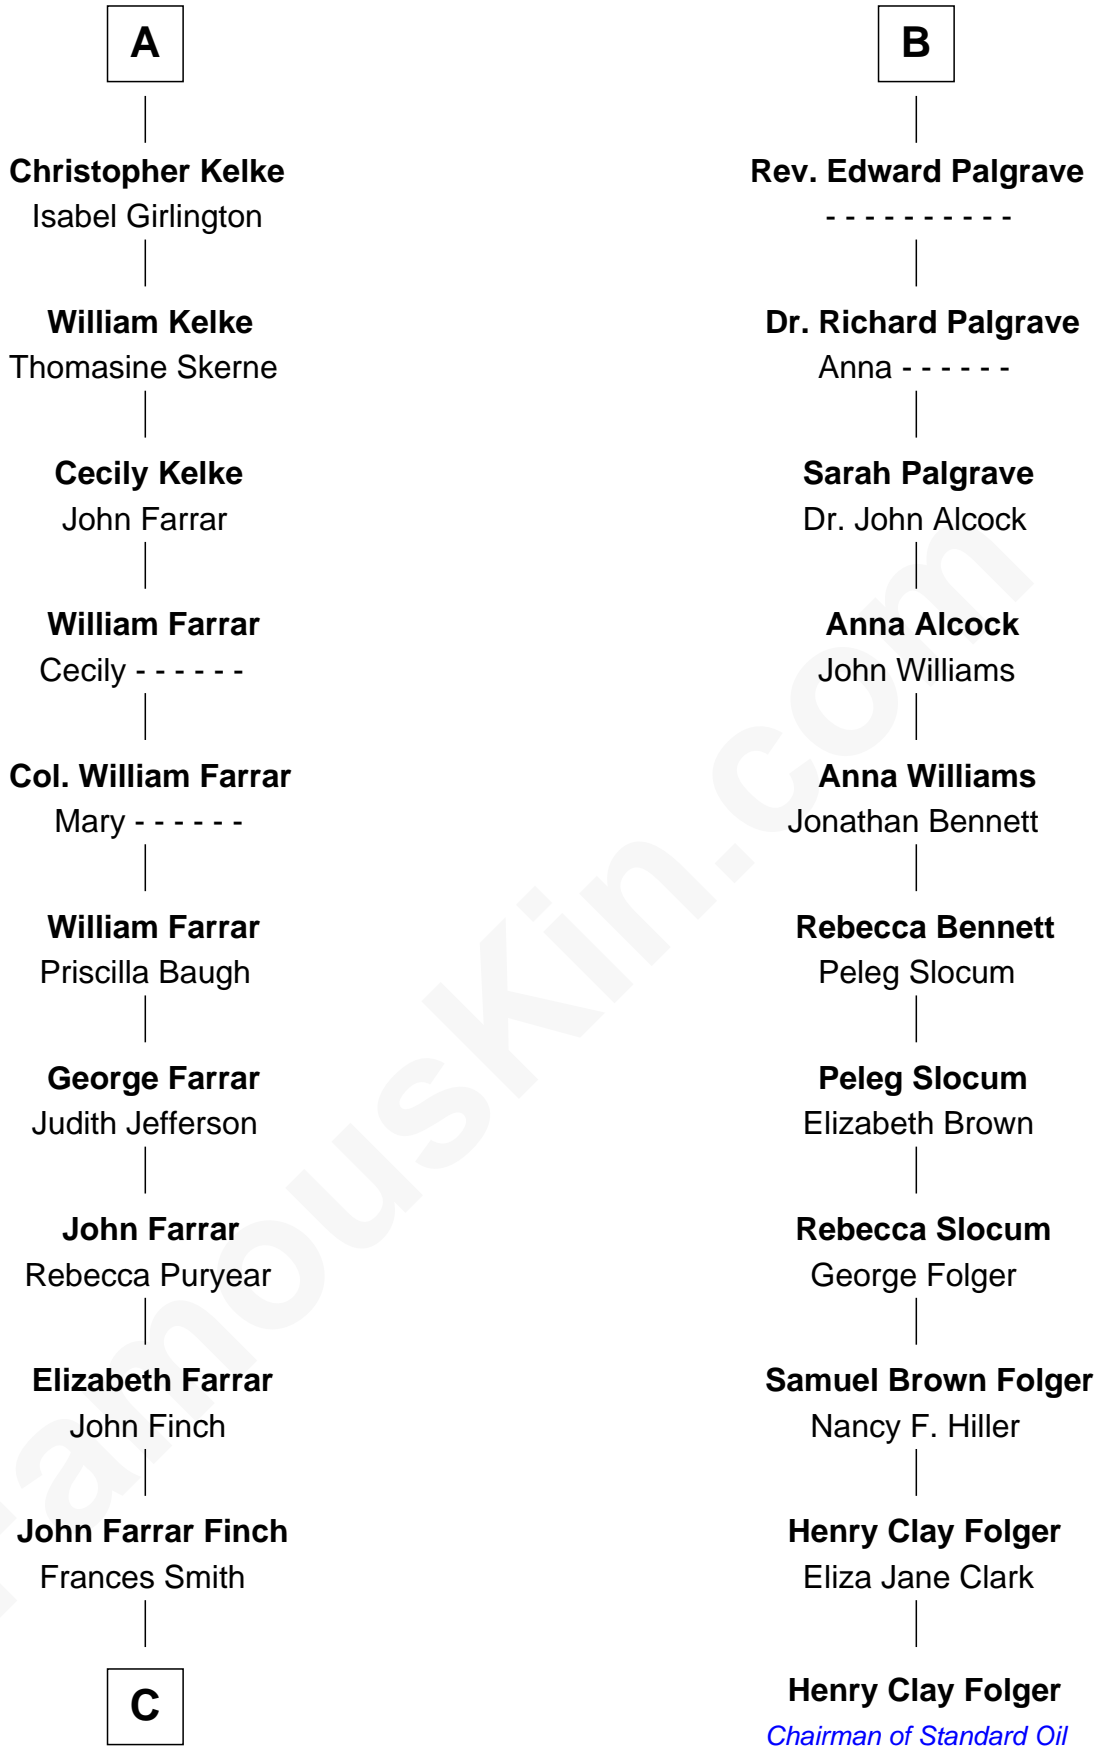 A
Christopher Kelke
Isabel Girlington
William Kelke
Thomasine Skerne
Cecily Kelke
John Farrar
William Farrar
Cecily - - - - - -
Col. William Farrar
Mary - - - - - -
William Farrar
Priscilla Baugh
George Farrar
Judith Jefferson
John Farrar
Rebecca Puryear
Elizabeth Farrar
John Finch
John Farrar Finch
Frances Smith
C
B
Rev. Edward Palgrave
- - - - - - - - - -
Dr. Richard Palgrave
Anna - - - - - -
Sarah Palgrave
Dr. John Alcock
Anna Alcock
John Williams
Anna Williams
Jonathan Bennett
Rebecca Bennett
Peleg Slocum
Peleg Slocum
Elizabeth Brown
Rebecca Slocum
George Folger
Samuel Brown Folger
Nancy F. Hiller
Henry Clay Folger
Eliza Jane Clark
Henry Clay Folger
Chairman of Standard Oil
FamousKin.com